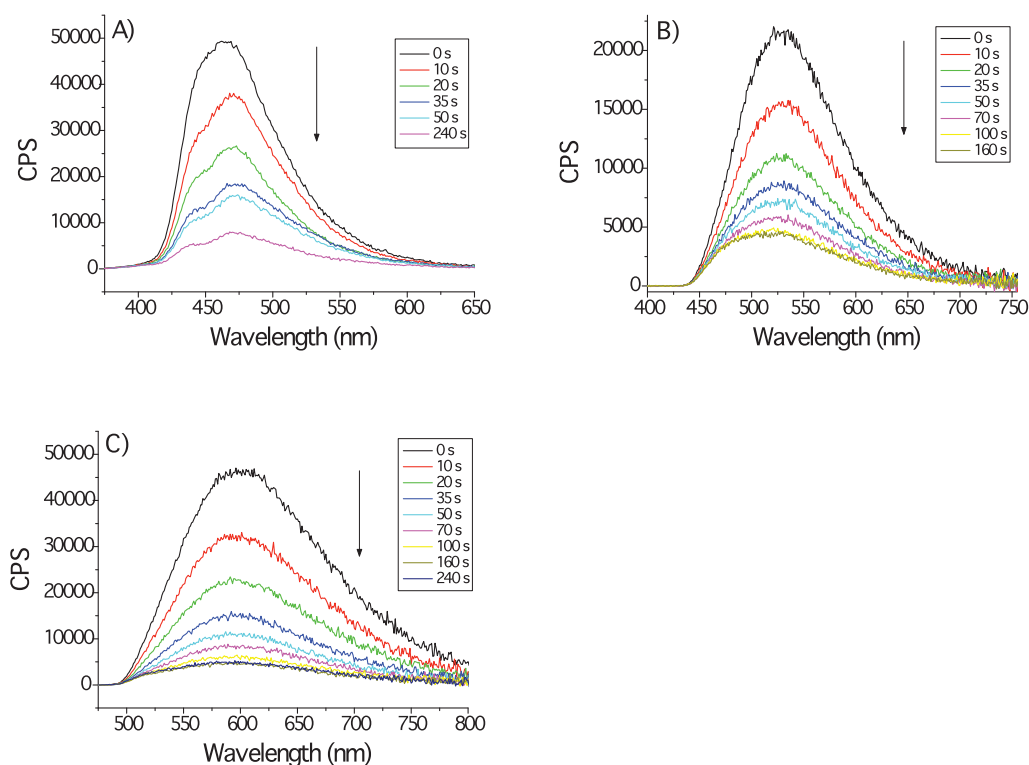 A)
50000
40000
30000
20000
10000
0
CPS
400
450
500
550
600
650
Wavelength (nm)
0 s
10 s
20 s
35 s
50 s
240 s
B)
20000
15000
10000
5000
0
CPS
400
450
500
550
600
650
700
750
Wavelength (nm)
0 s
10 s
20 s
35 s
50 s
70 s
100 s
160 s
C)
50000
40000
30000
20000
10000
0
CPS
500
550
600
650
700
750
800
Wavelength (nm)
0 s
10 s
20 s
35 s
50 s
70 s
100 s
160 s
240 s